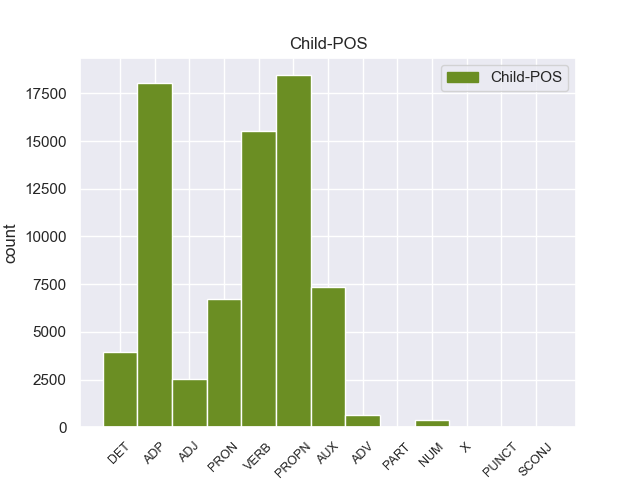 Child-POS
Child-POS
17500
15000
12500
10000
7500
5000
2500
0
count
DET ADP ADJ PRON VERB PROPN AUX ADV PART NUM X PUNCT SCONJ